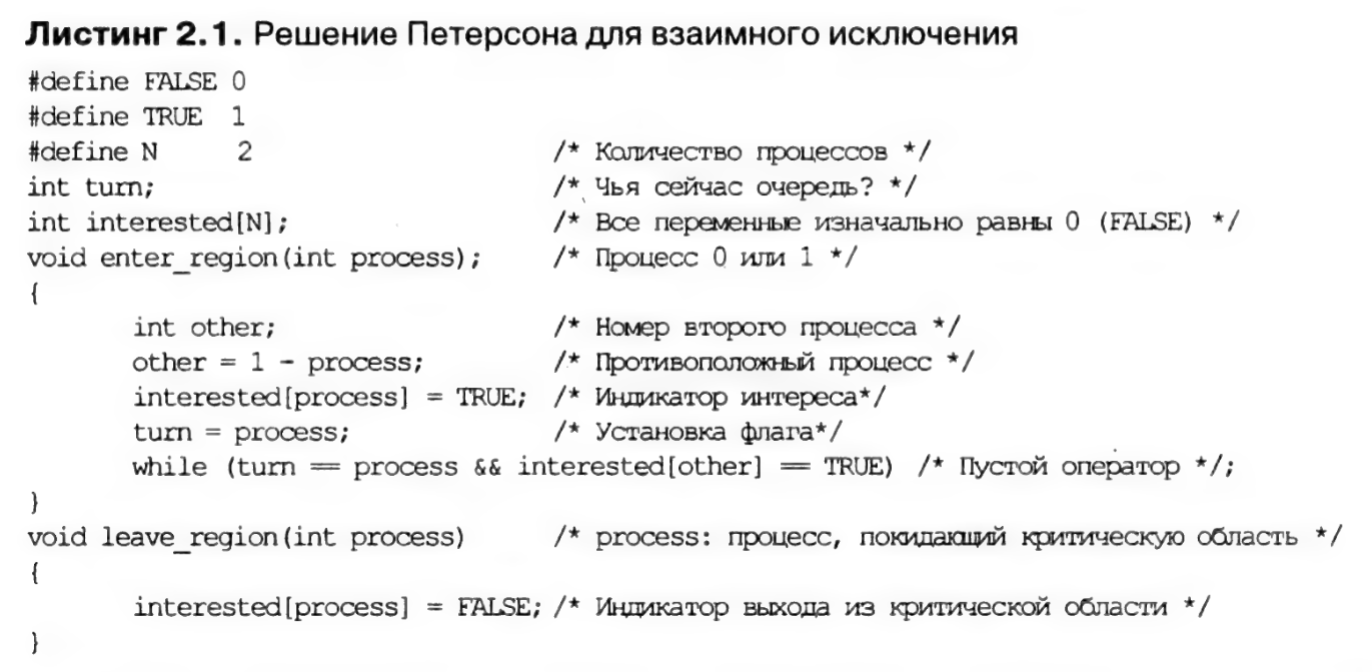 Листинг 2.1. Решение Петерсона для взаимного исключения
#define FALSE 0
#define TRUE 1
#define N 2 /* Количество процессов */
int turn; /* Чья сейчас очередь? */
int interested[N]; /* Все переменные изначально равны 0 (FALSE) */
void enter_region(int process); /* Процесс 0 или 1 */
{
int other; /* Номер второго процесса */
other = 1 - process; /* Противоположный процесс */
interested[process] = TRUE; /* Индикатор интереса*/
turn = process; /* Установка флага*/
while (turn == process && interested[other] == TRUE) /* Пустой оператор */;
}
void leave_region(int process) /* process: процесс, покидающий критическую область */
{
interested[process] = FALSE; /* Индикатор выхода из критической области */
}